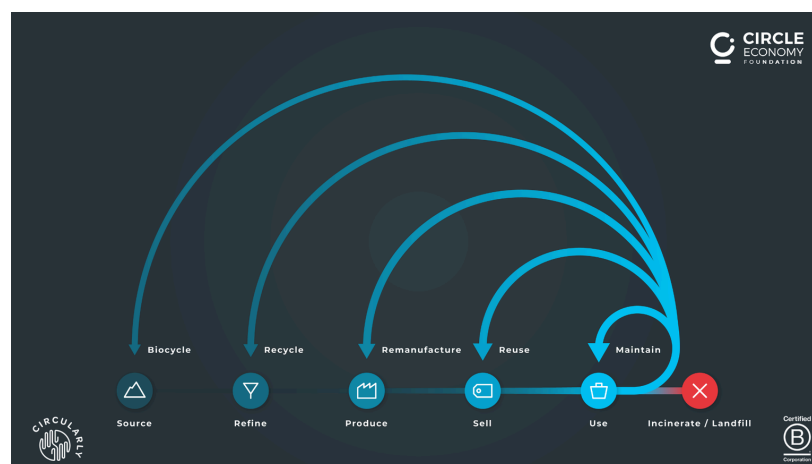 CIRCLE
ECONOMY
FOUNDATION
Biocycle
Recycle
Remanufacture
Reuse
Maintain
Source
Refine
Produce
Sell
Use
Incinerate / Landfill
CIRCULARLY
Certified
B
Corporation